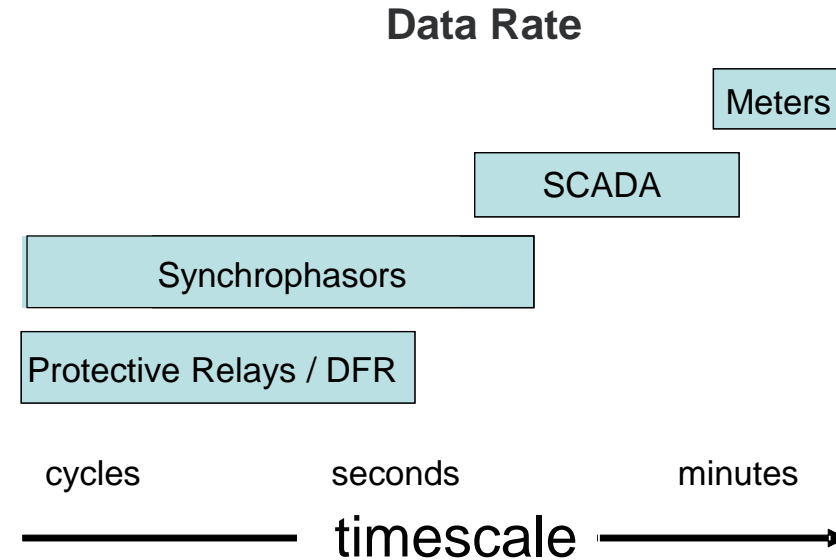 Data Rate
Meters
SCADA
Synchrophasors
Protective Relays / DFR
cycles seconds minutes
timescale